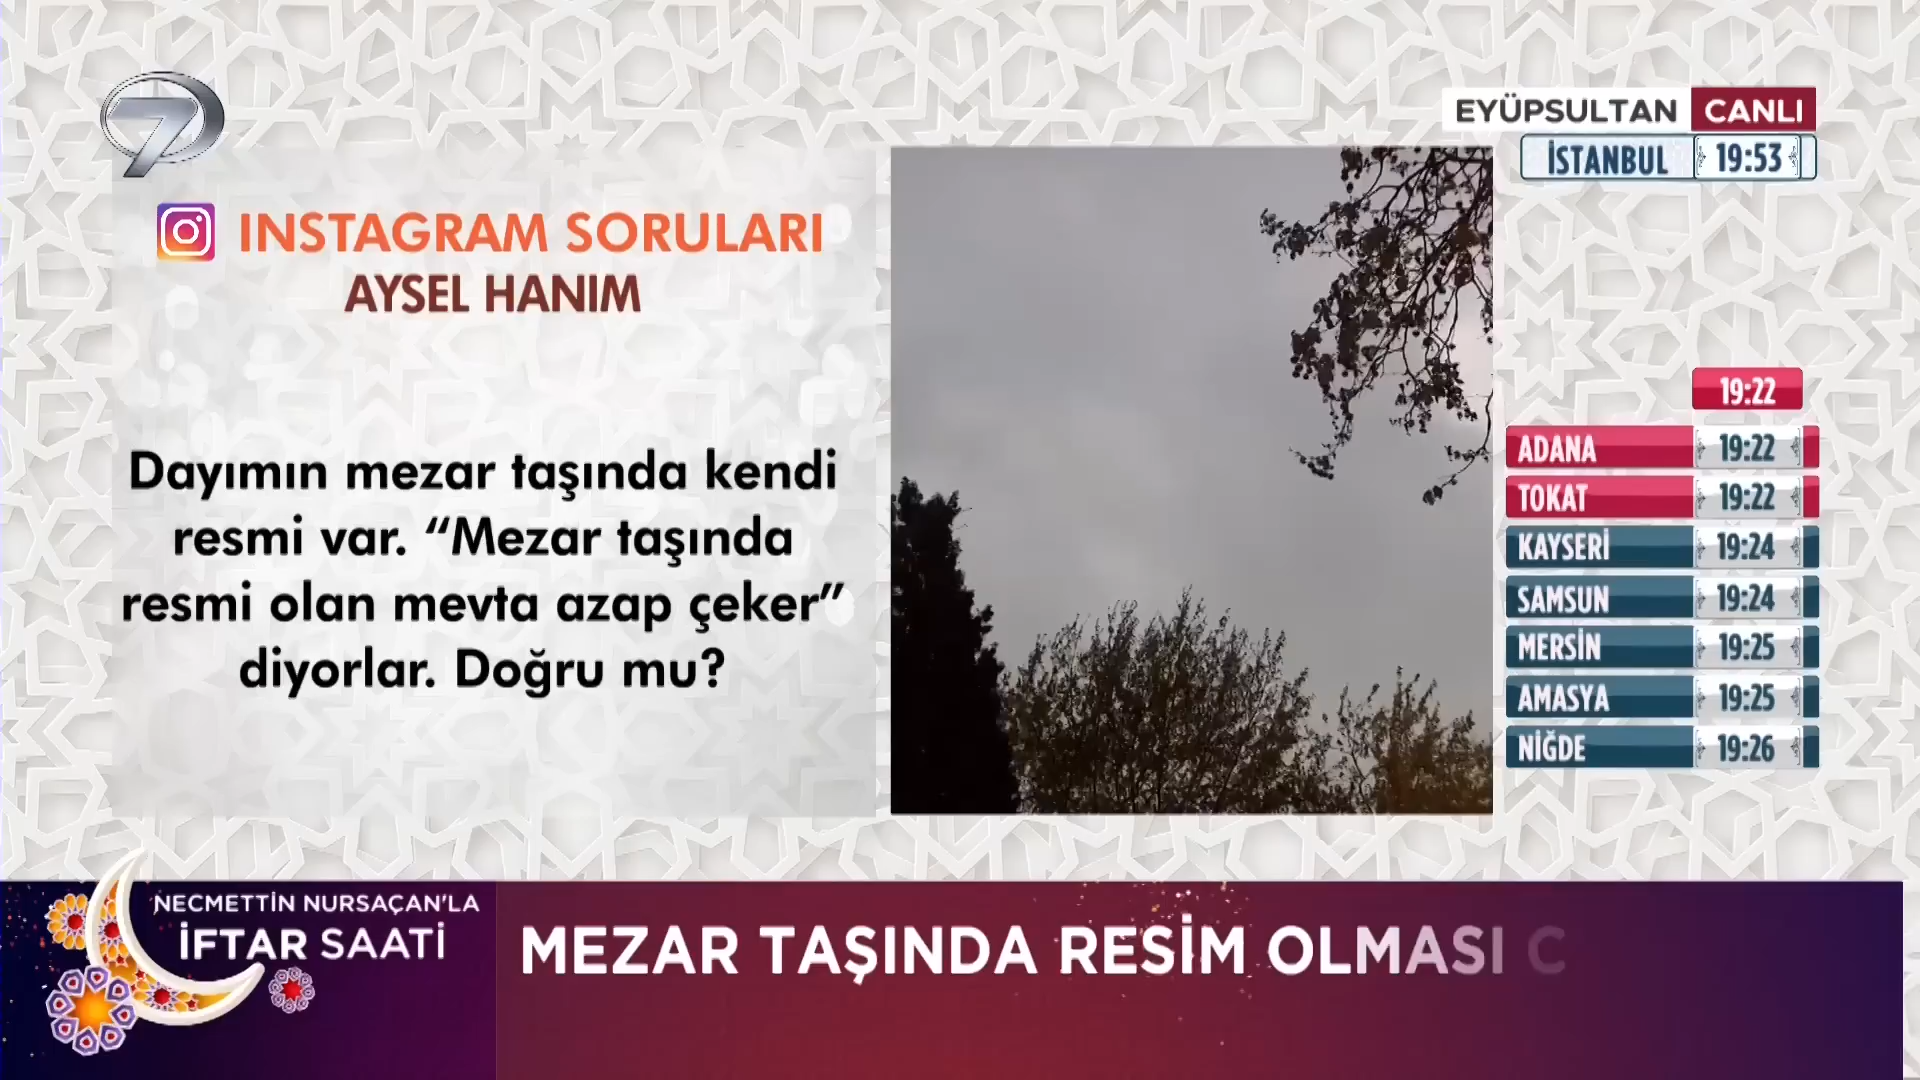 7
EYÜPSULTAN CANLI
İSTANBUL 19:53
INSTAGRAM SORULARI
AYSEL HANIM
Dayımın mezar taşında kendi
resmi var. “Mezar taşında
resmi olan mevta azap çeker”
diyorlar. Doğru mu?
19:22
ADANA 19:22
TOKAT 19:22
KAYSERİ 19:24
SAMSUN 19:24
MERSİN 19:25
AMASYA 19:25
NİĞDE 19:26
NECMETTİN NURSAÇAN'LA
İFTAR SAATİ
MEZAR TAŞINDA RESİM OLMASI C